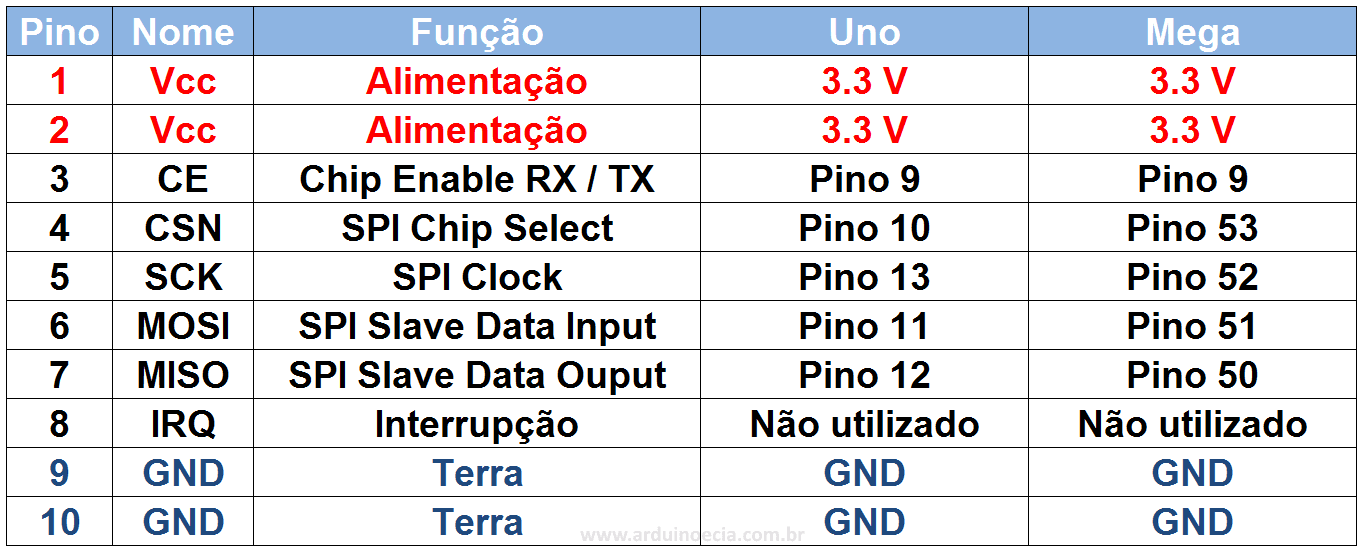 Pino Nome Função Uno Mega
1 Vcc Alimentação 3.3 V 3.3 V
2 Vcc Alimentação 3.3 V 3.3 V
3 CE Chip Enable RX / TX Pino 9 Pino 9
4 CSN SPI Chip Select Pino 10 Pino 53
5 SCK SPI Clock Pino 13 Pino 52
6 MOSI SPI Slave Data Input Pino 11 Pino 51
7 MISO SPI Slave Data Ouput Pino 12 Pino 50
8 IRQ Interrupção Não utilizado Não utilizado
9 GND Terra GND GND
10 GND Terra GND GND
www.arduinoecia.com.br